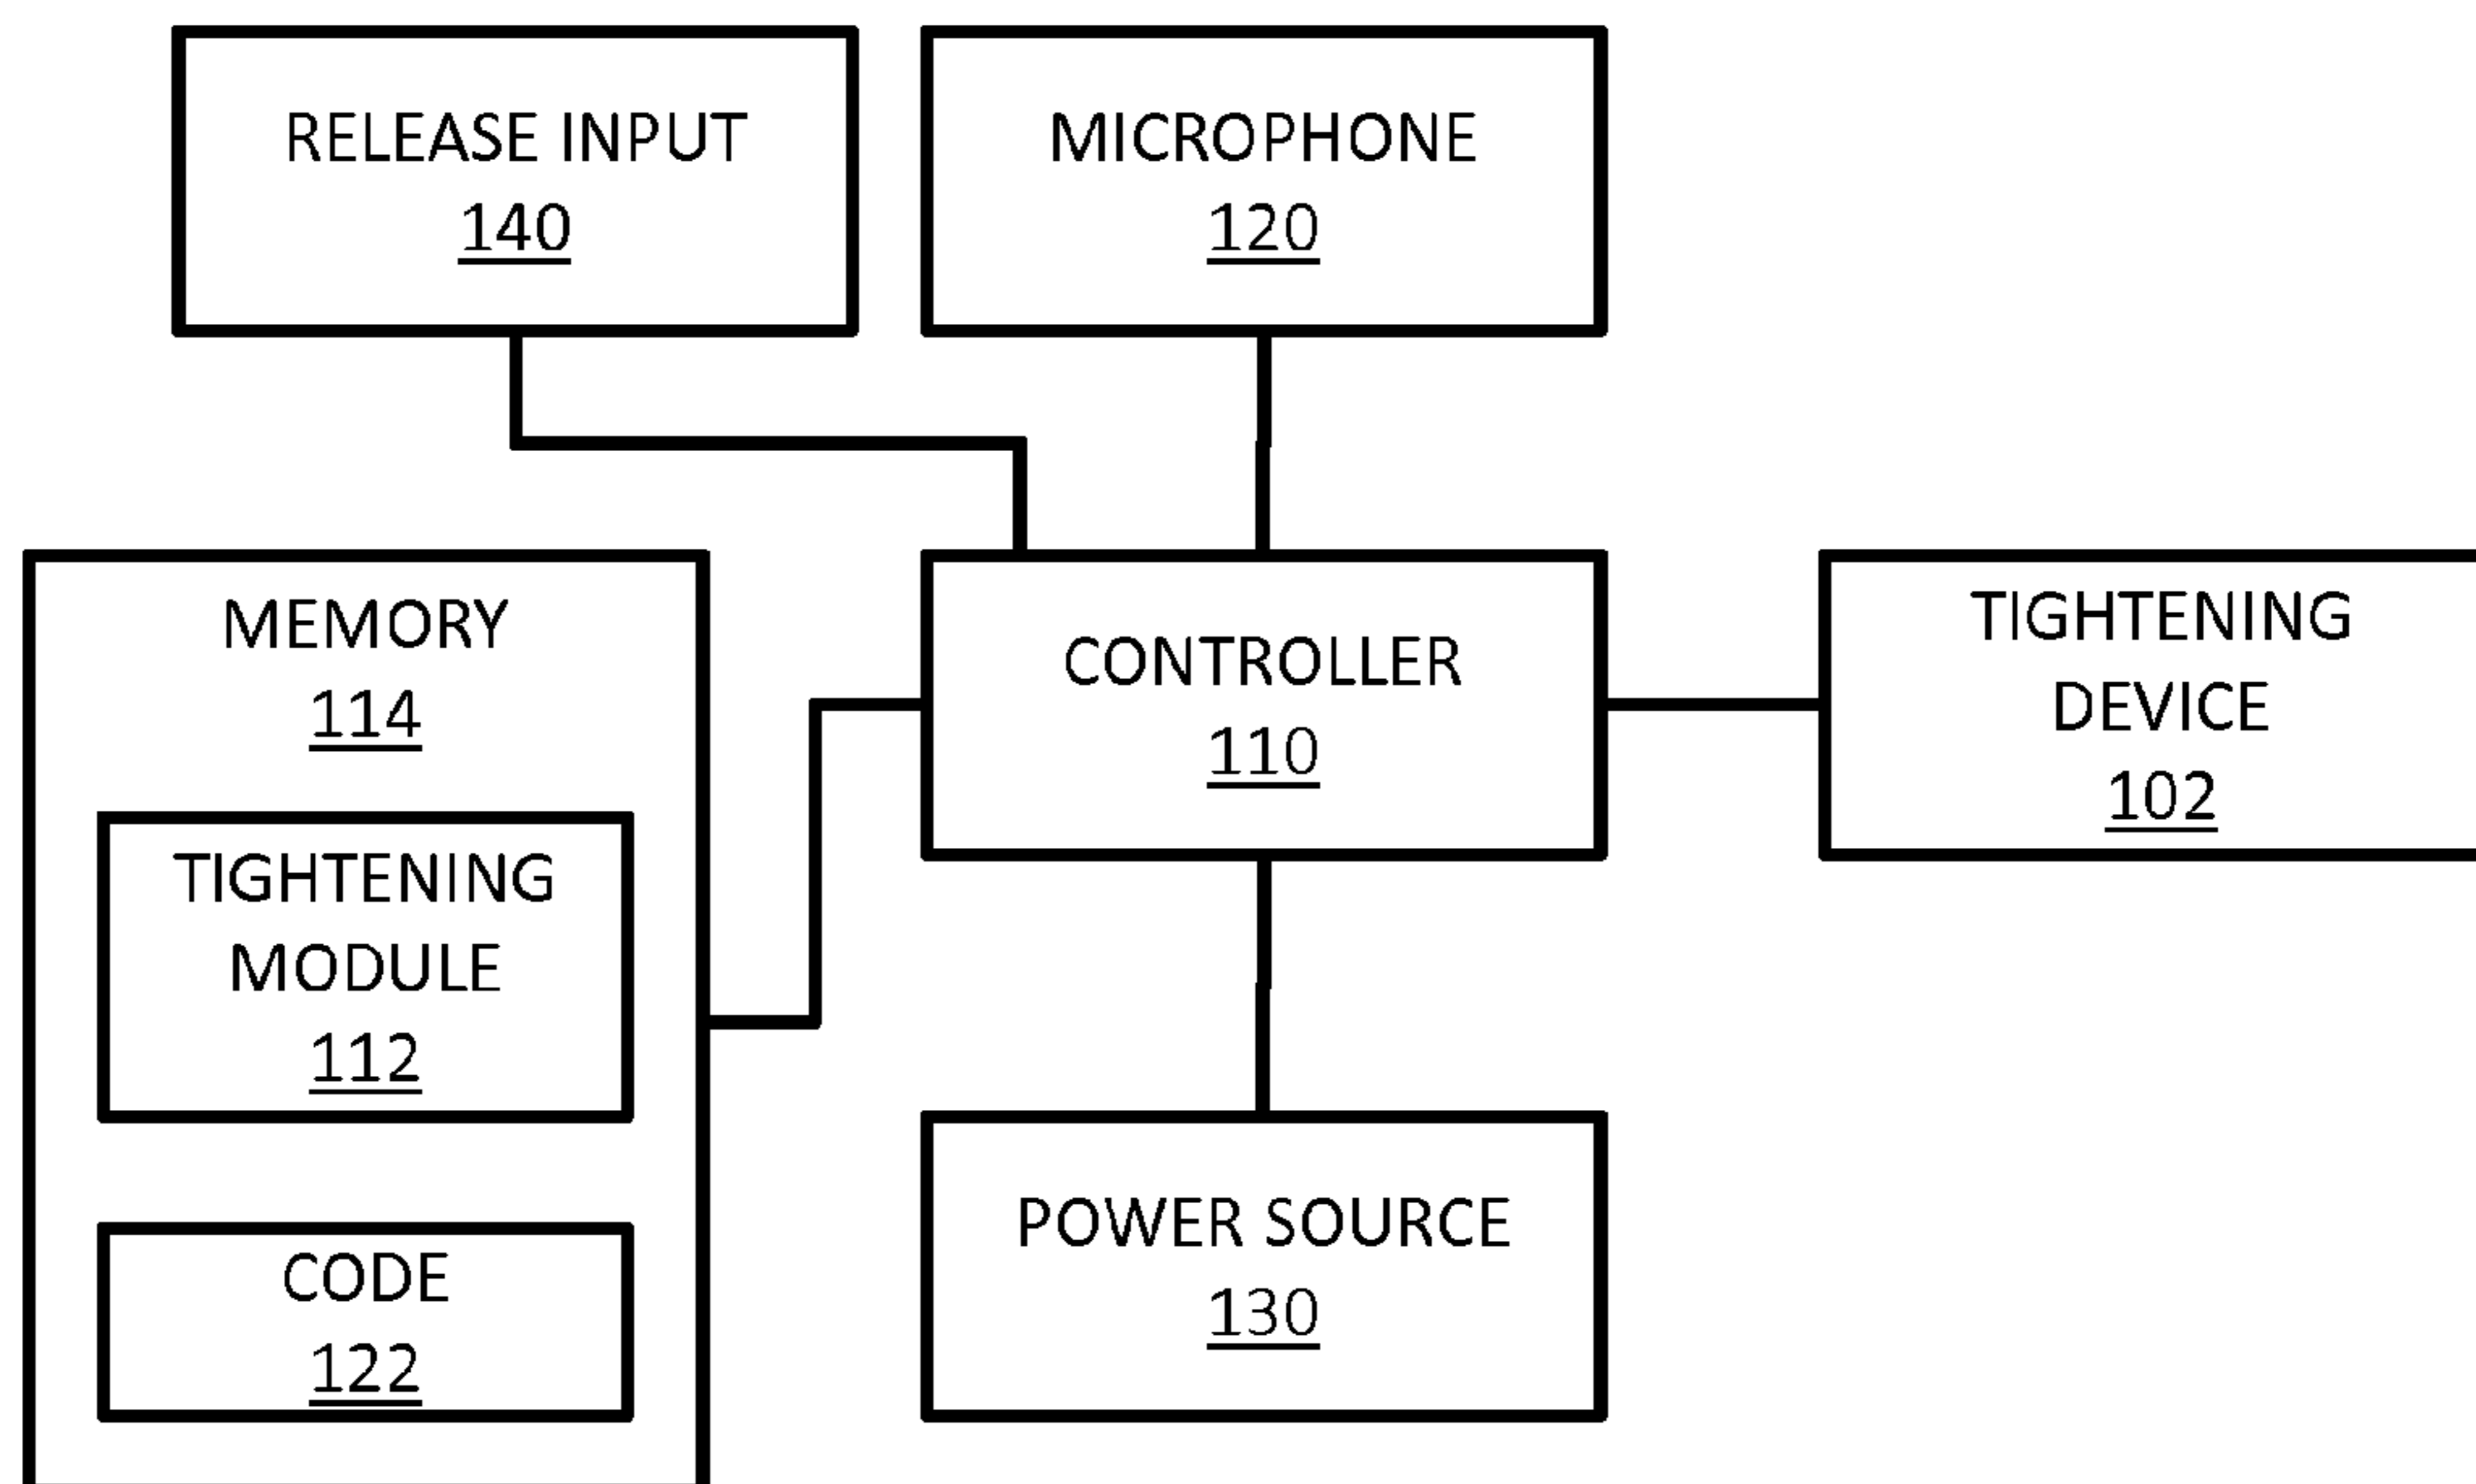 RELEASE INPUT
140
MICROPHONE
120
MEMORY
114
TIGHTENING
MODULE
112
CODE
122
CONTROLLER
110
TIGHTENING
DEVICE
102
POWER SOURCE
130